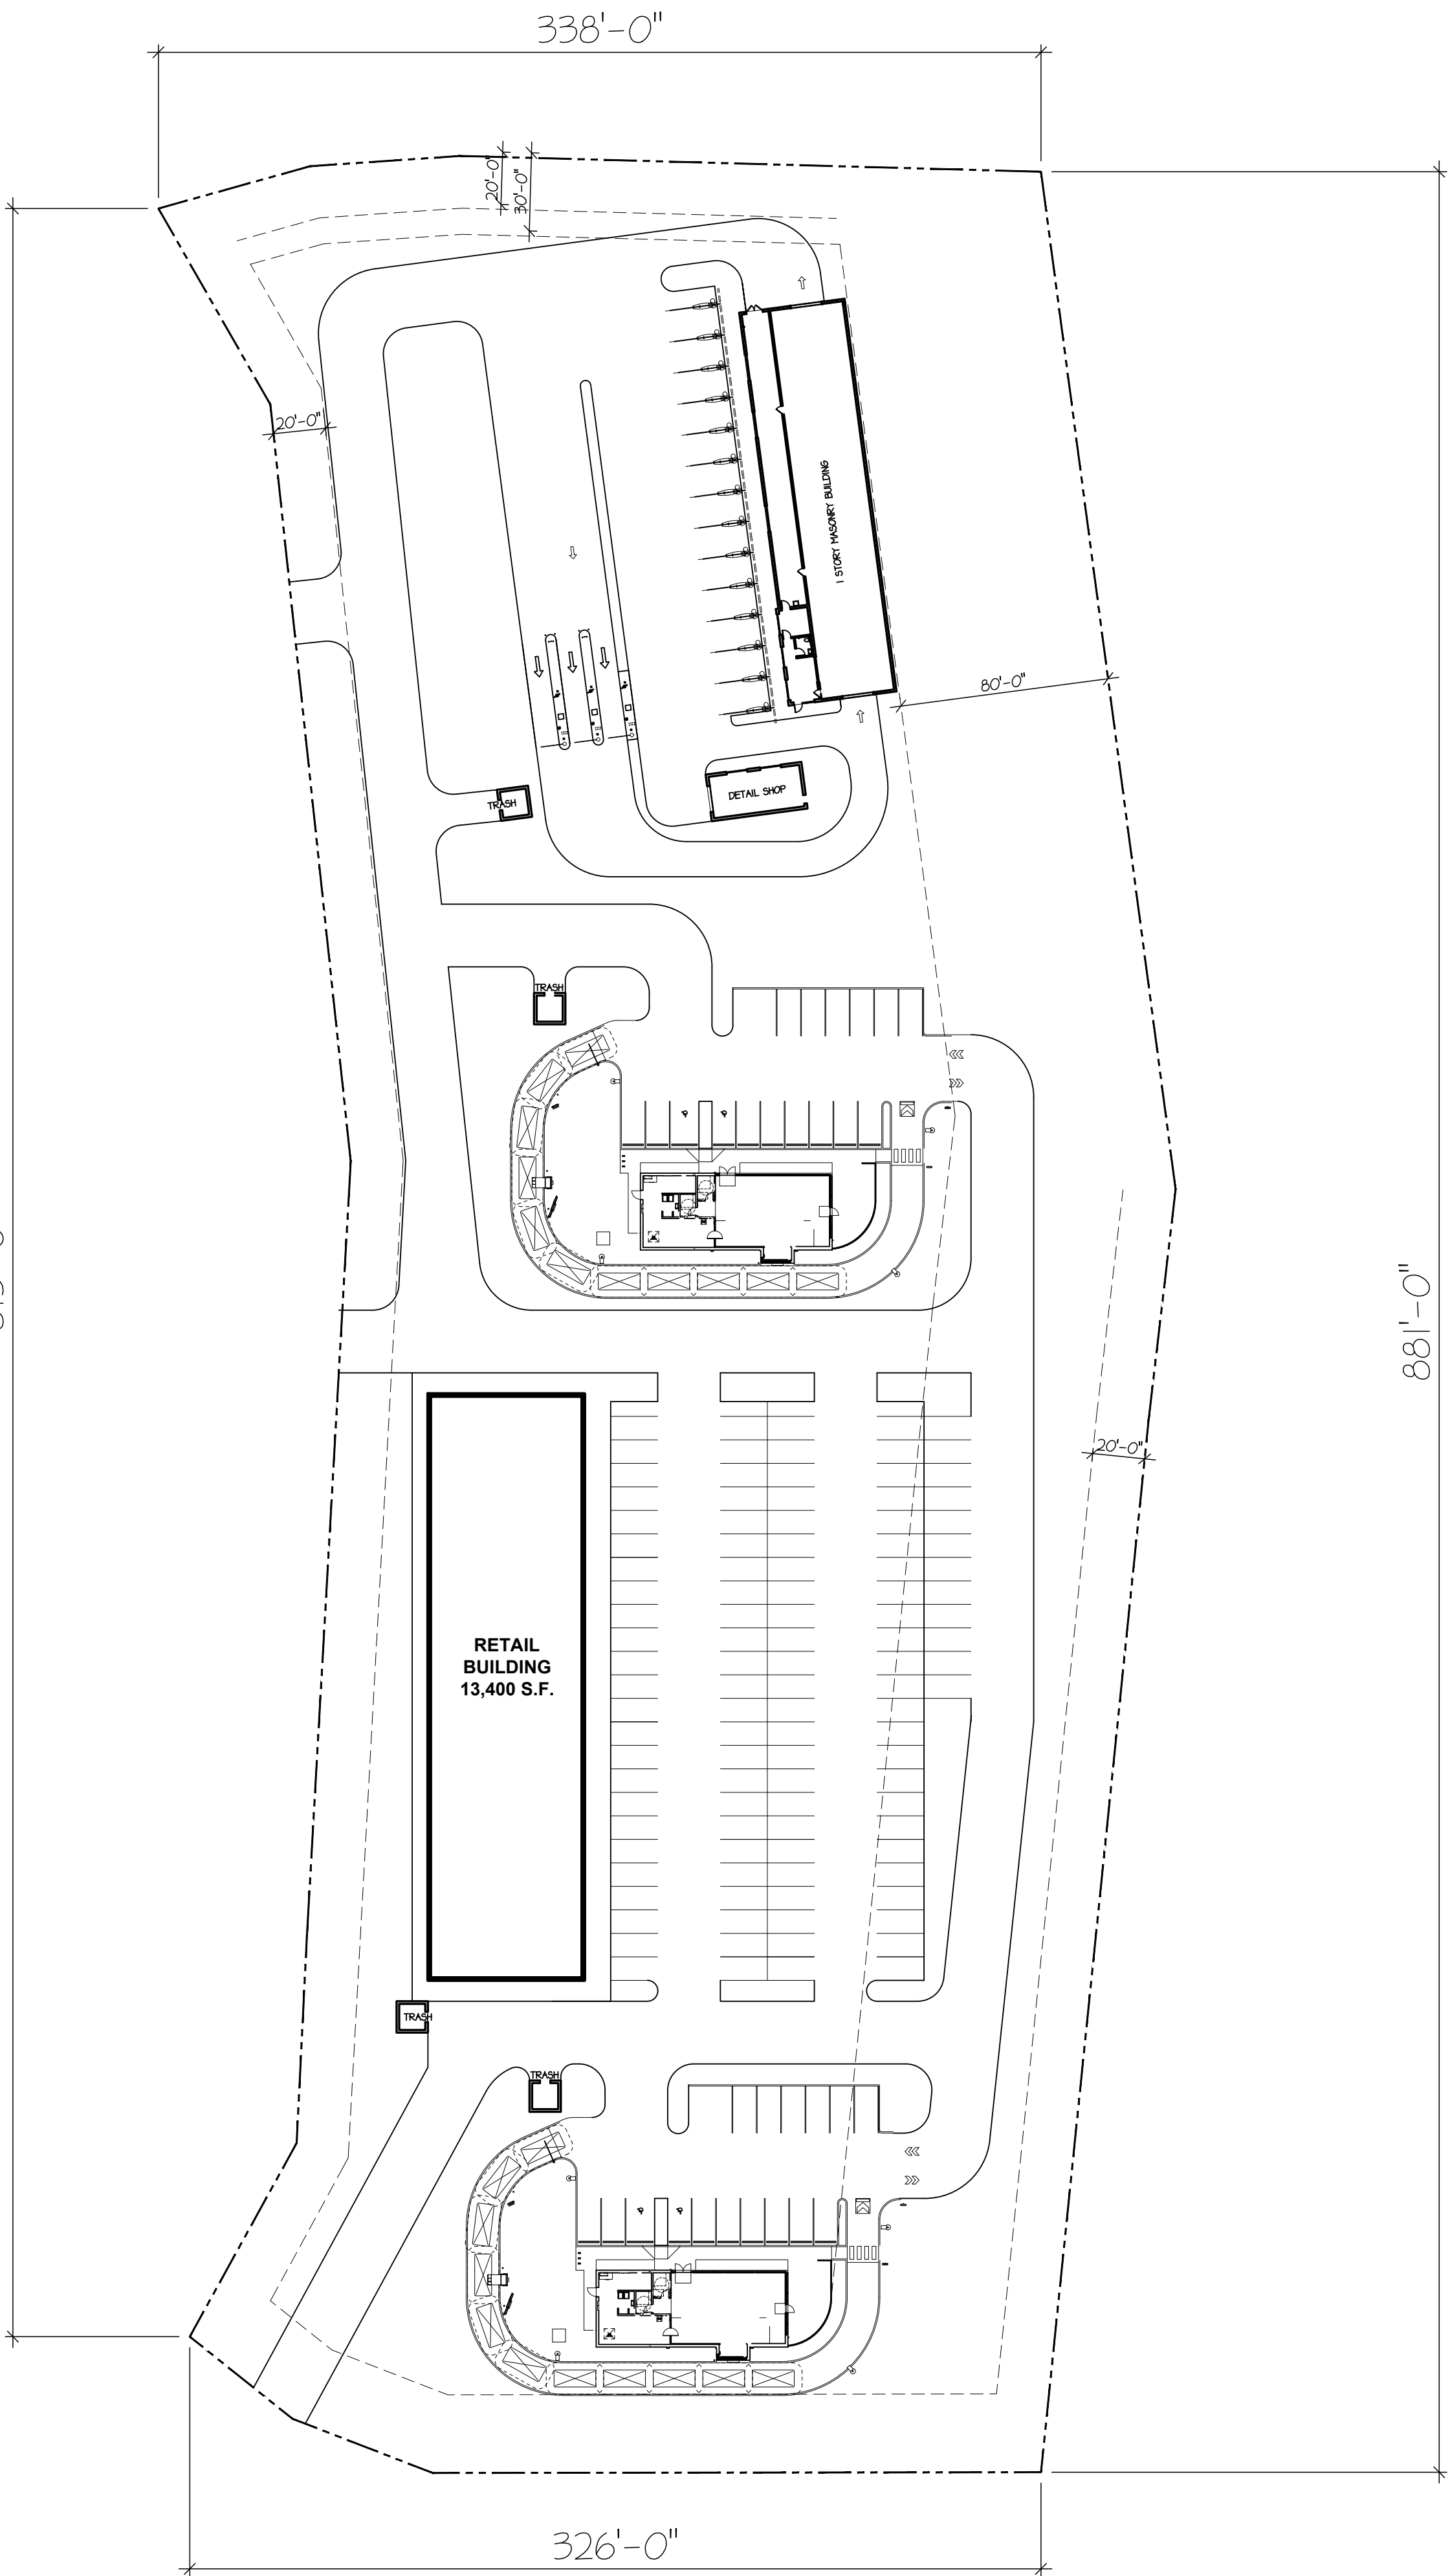 338'-0"
20'-0"
30'-0"
20'-0"
1 STORY MASONRY BUILDING
80'-0"
DETAIL SHOP
TRASH
TRASH
881'-0"
20'-0"
RETAIL
BUILDING
13,400 S.F.
TRASH
TRASH
326'-0"